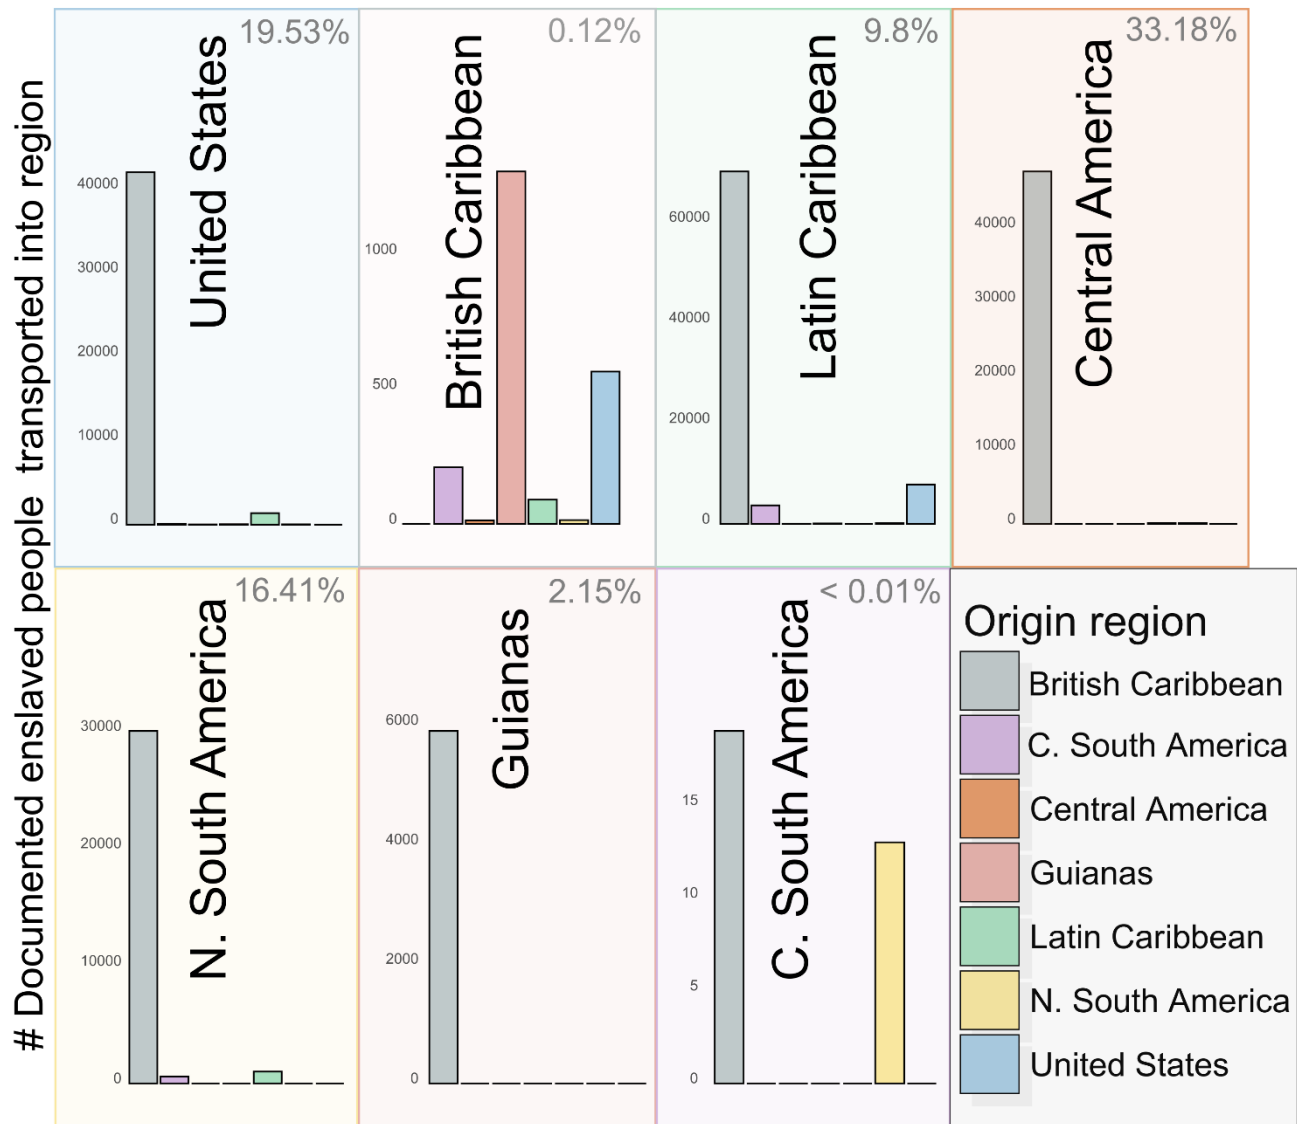 # Documented enslaved people transported into region
19.53%
United States
40000
30000
20000
10000
0
0.12%
British Caribbean
1000
500
0
9.8%
Latin Caribbean
60000
40000
20000
0
33.18%
Central America
40000
30000
20000
10000
0
16.41%
N. South America
30000
20000
10000
0
2.15%
Guianas
6000
4000
2000
0
< 0.01%
C. South America
15
10
5
0
Origin region
British Caribbean
C. South America
Central America
Guianas
Latin Caribbean
N. South America
United States